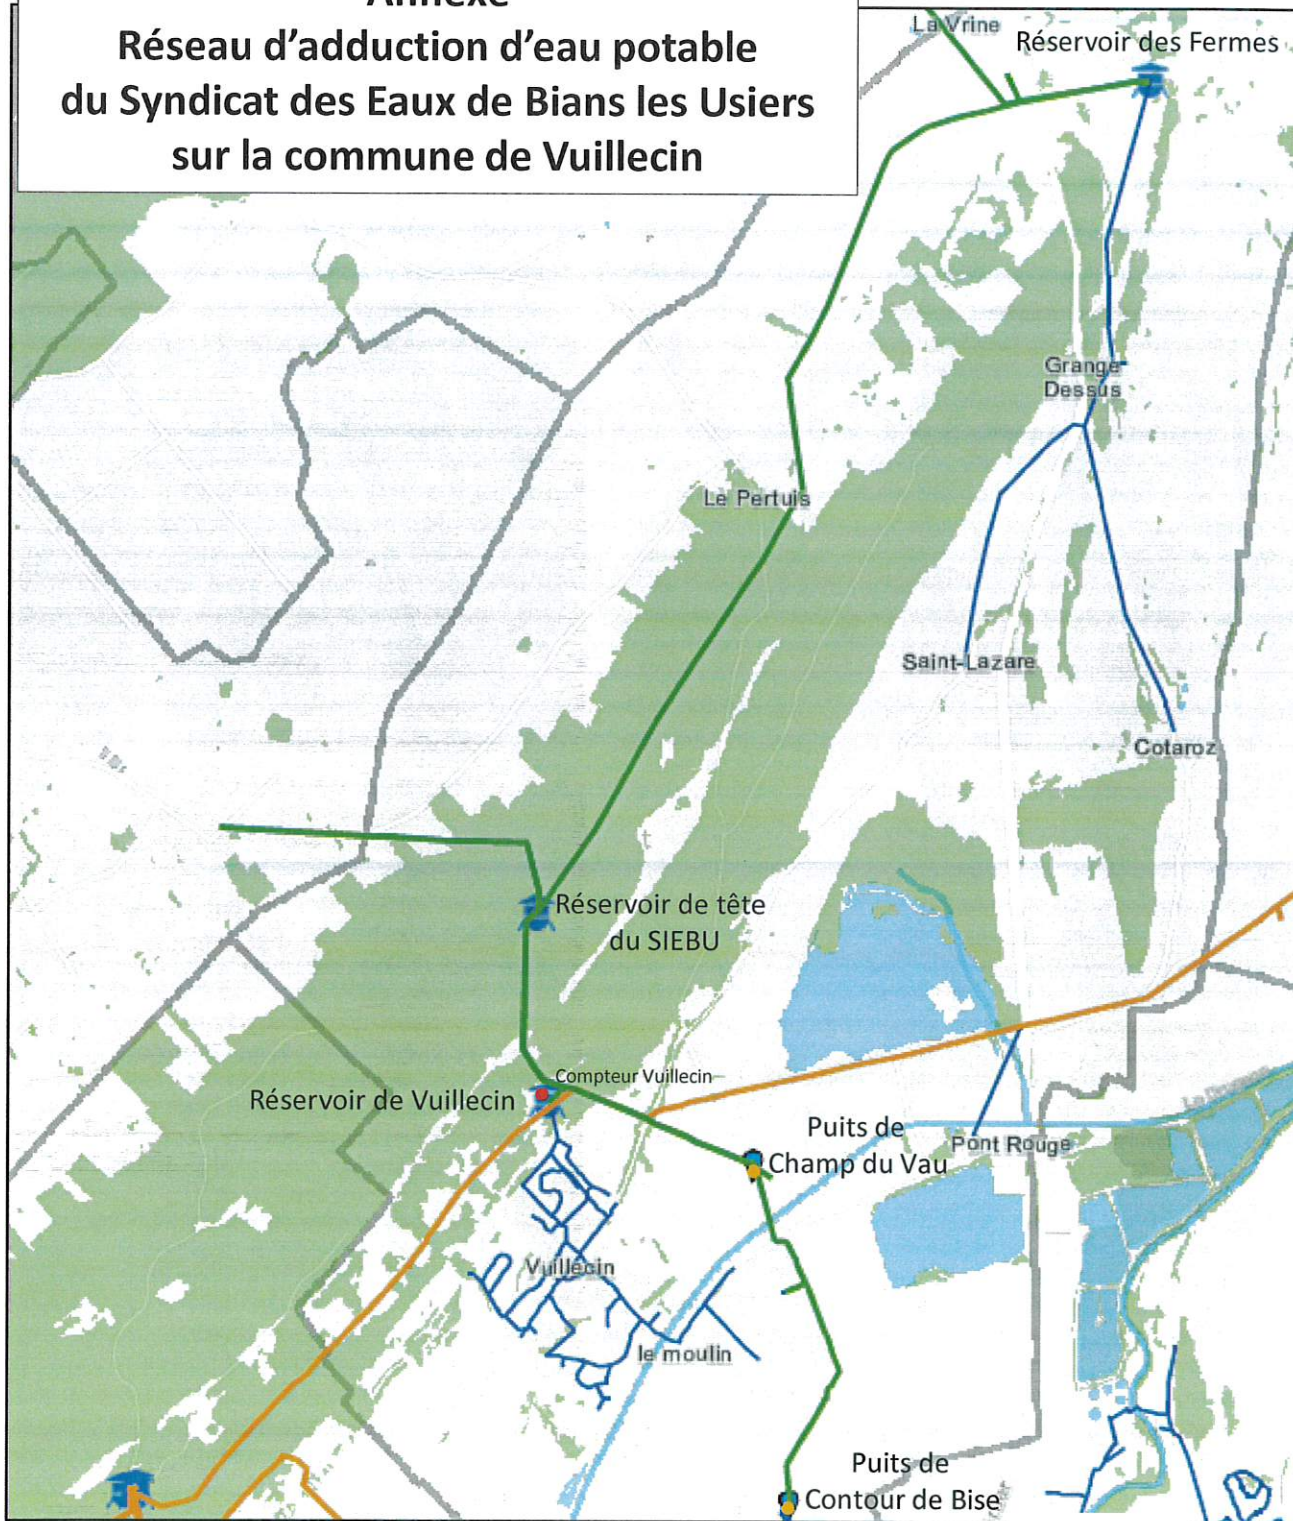 Annexe
Réseau d'adduction d'eau potable
du Syndicat des Eaux de Bians les Usiers
sur la commune de Vuillecin
La Vrine
Réservoir des Fermes
Grange
Dessus
Le Pertuis
Saint-Lazare
Cotaroz
Réservoir de tête
du SIEBU
Compteur Vuillecin
Réservoir de Vuillecin
Puits de
Champ du Vau
Pont Rouge
Vuillecin
le moulin
Puits de
Contour de Bise